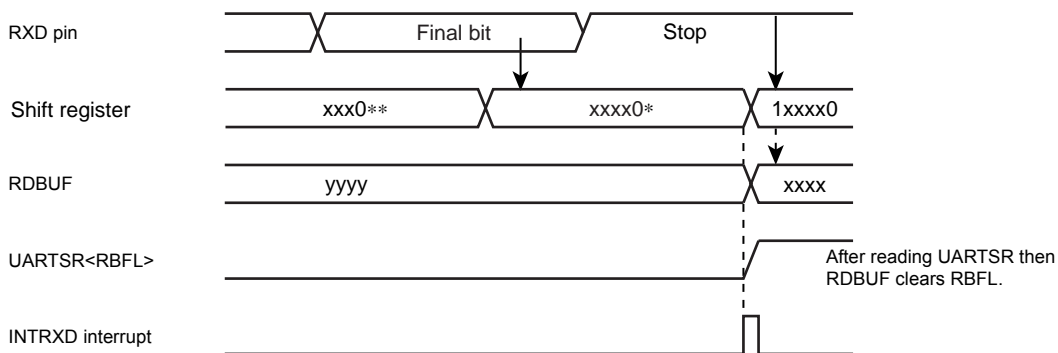 RXD pin
Final bit
Stop
Shift register
xxx0**
xxxx0*
1xxxx0
RDBUF
yyyy
xxxx
UARTSR<RBFL>
After reading UARTSR then
RDBUF clears RBFL.
INTRXD interrupt